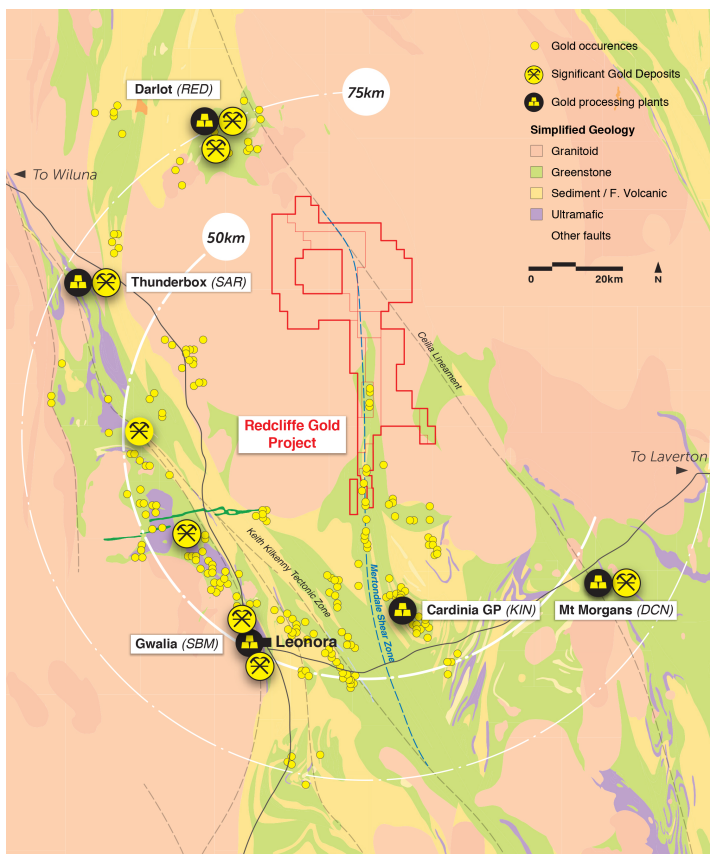 Gold occurences
Significant Gold Deposits
Gold processing plants
Simplified Geology
Granitoid
Greenstone
Sediment / F. Volcanic
Ultramafic
Other faults
0 20km N
Darlot (RED)
75km
To Wiluna
50km
Thunderbox (SAR)
Ceilia Lineament
Redcliffe Gold
Project
To Laverton
Keith Kilkenny Tectonic Zone
Mertondale Shear Zone
Cardinia GP (KIN)
Mt Morgans (DCN)
Gwalia (SBM)
Leonora